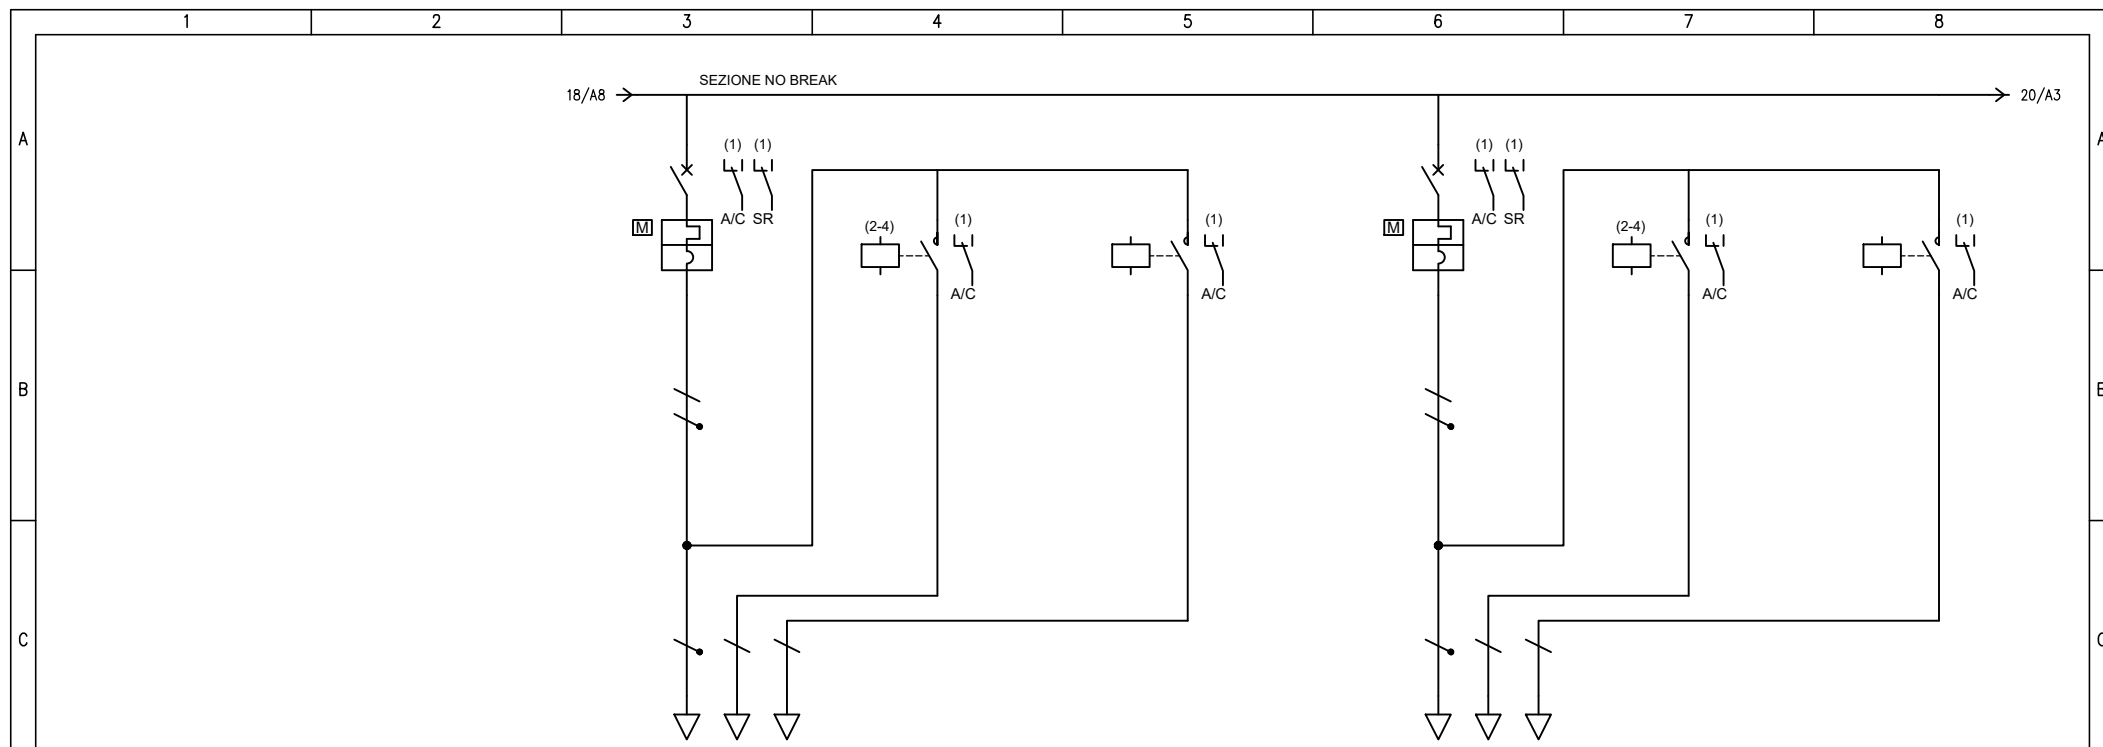 1 2 3 4 5 6 7 8
SEZIONE NO BREAK
18/A8 20/A3
A A
(1) (1) (1) (1)
A/C SR A/C SR
M (2-4) (1) (1) M (2-4) (1) (1)
A/C A/C A/C A/C
B
C